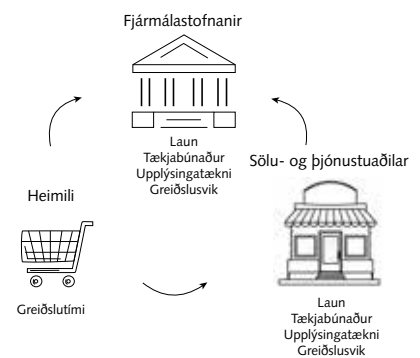 Fjármálastofnanir
Laun
Tækjabúnaður
Upplýsingatækni
Greiðslusvik
Sölu- og þjónustuaðilar
Heimili
Greiðslutími
Laun
Tækjabúnaður
Upplýsingatækni
Greiðslusvik